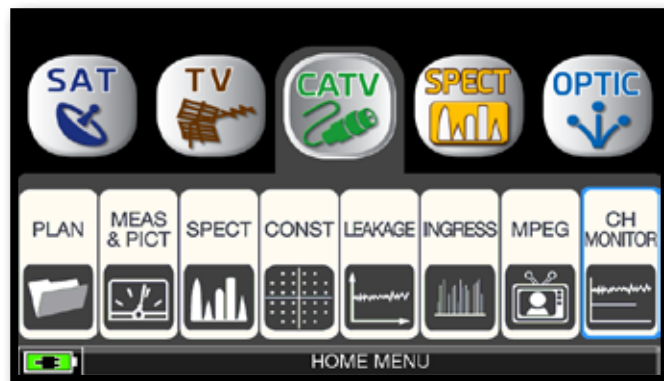 SAT
TV
CATV
SPECT
OPTIC
PLAN
MEAS
& PICT
SPECT
CONST
LEAKAGE
INGRESS
MPEG
CH
MONITOR
HOME MENU